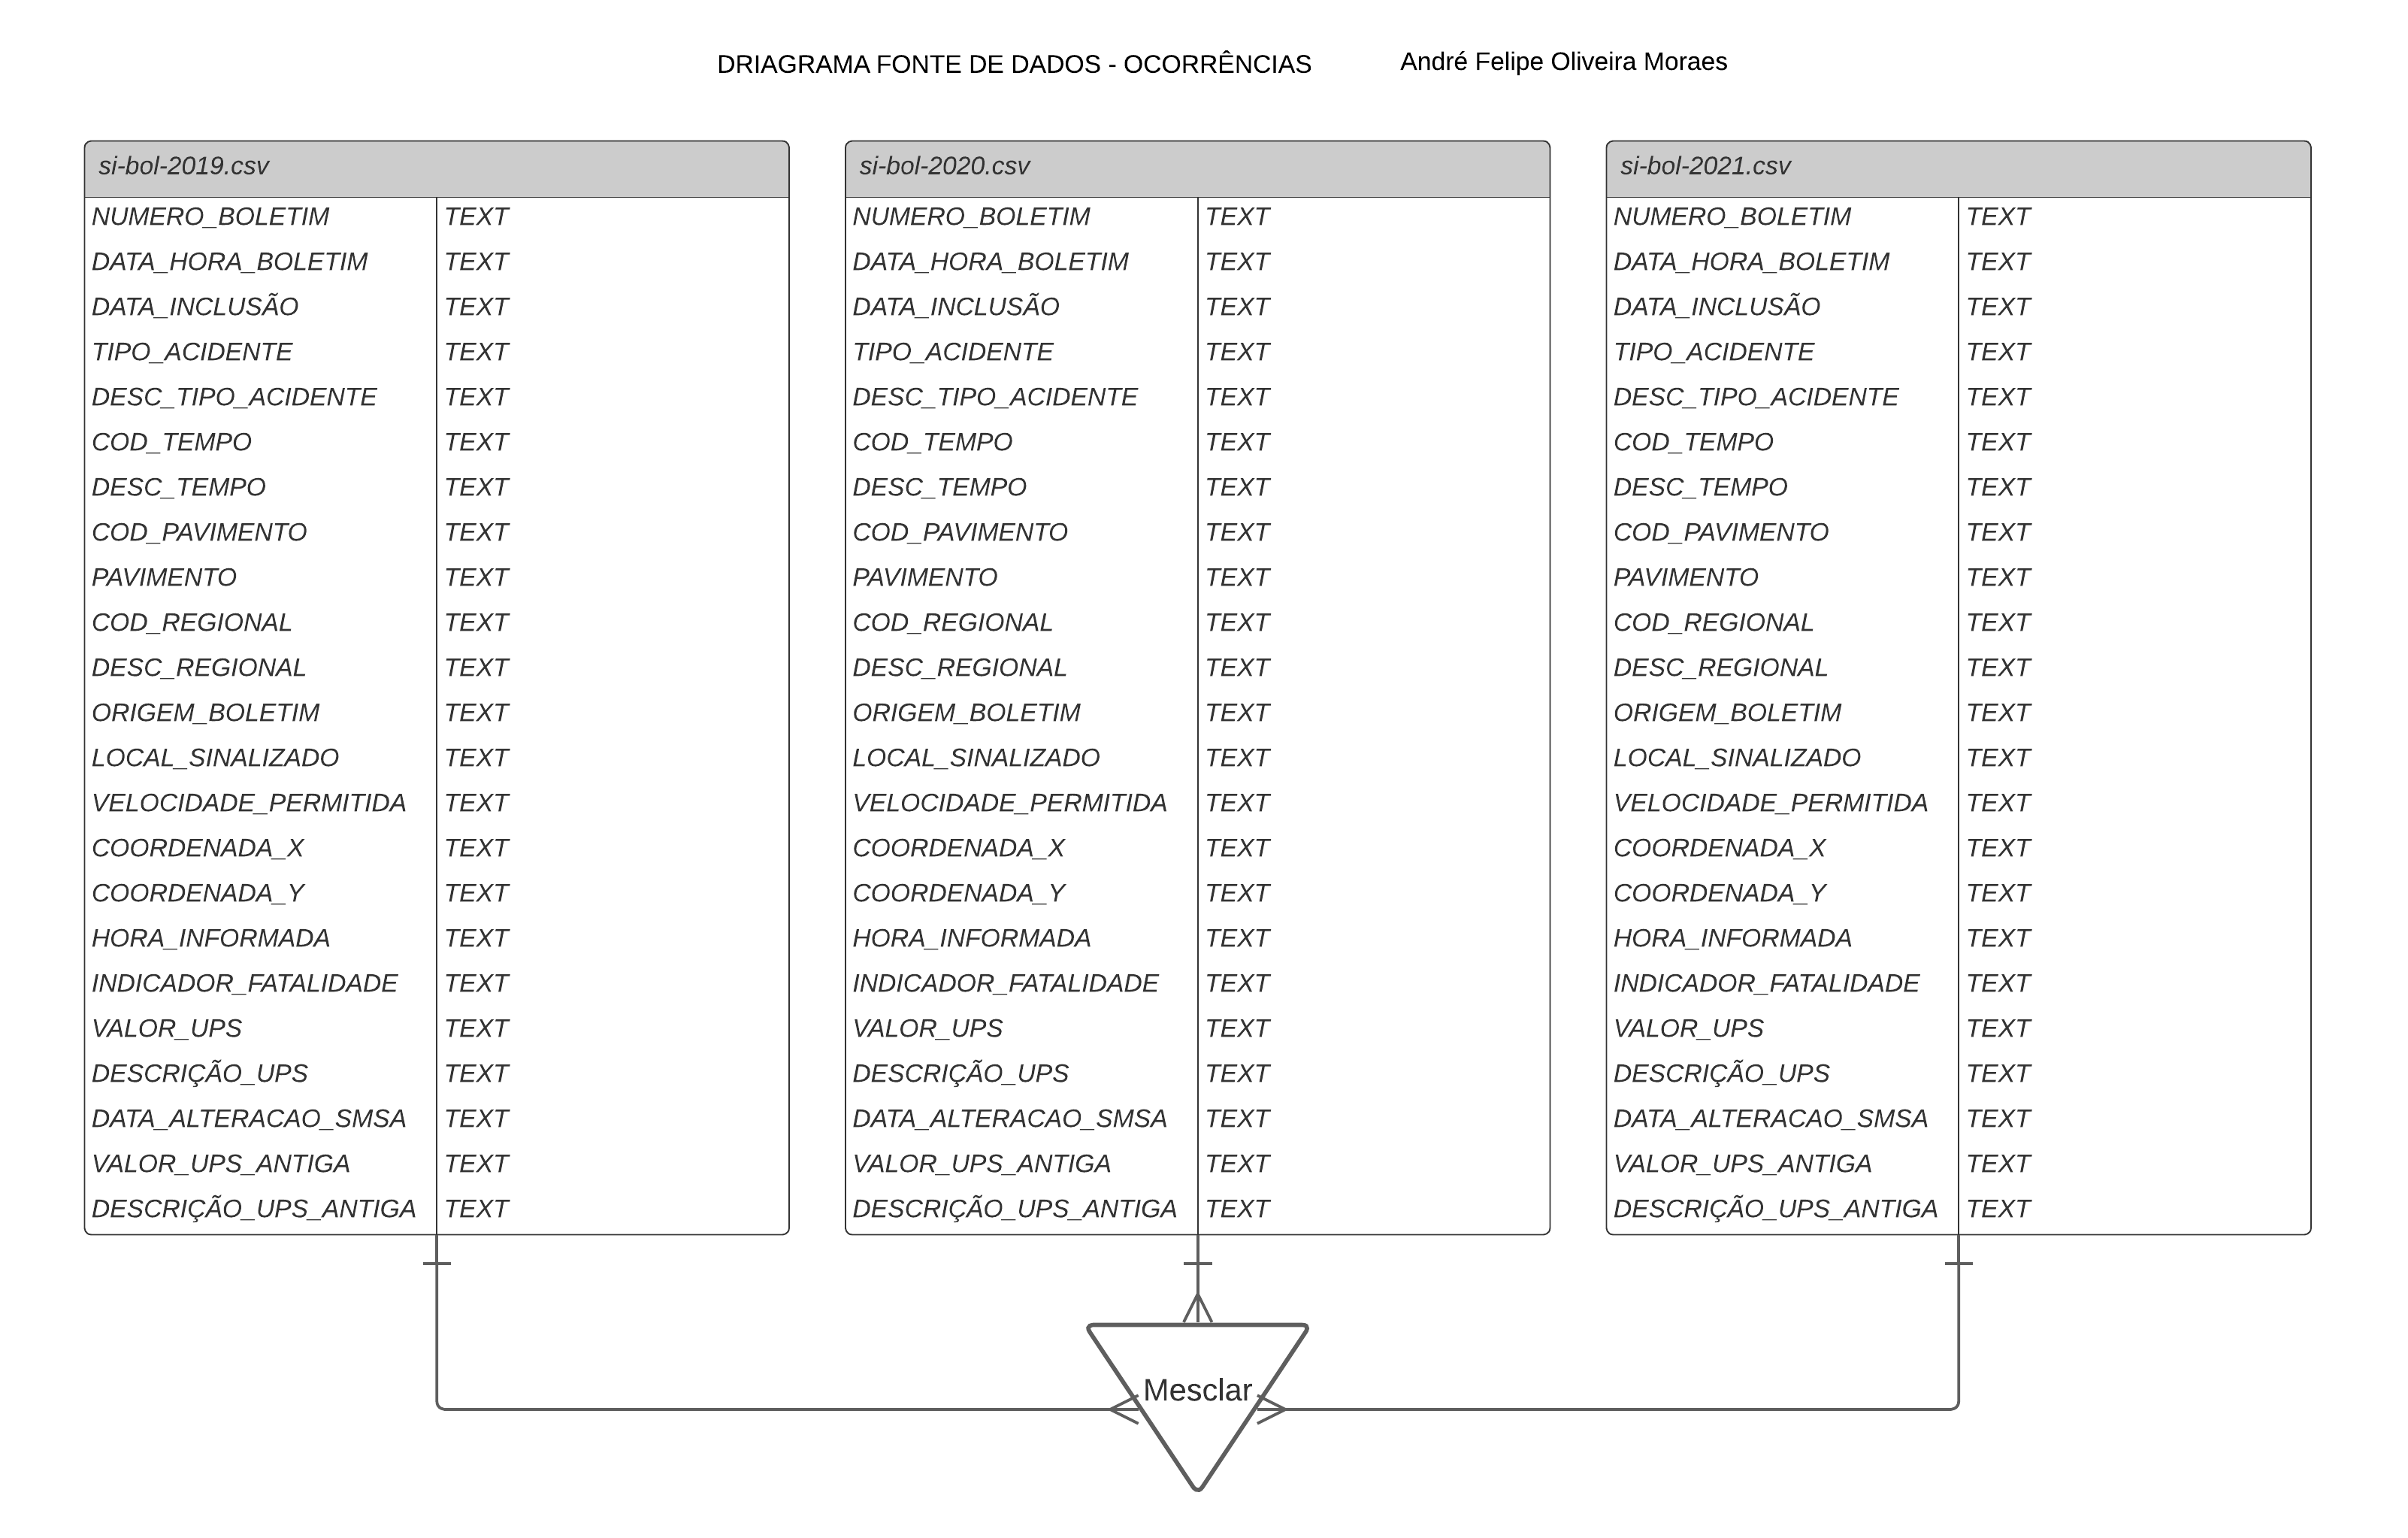 DRIAGRAMA FONTE DE DADOS - OCORRÊNCIAS
André Felipe Oliveira Moraes
si-bol-2019.csv
NUMERO_BOLETIM TEXT
DATA_HORA_BOLETIM TEXT
DATA_INCLUSÃO TEXT
TIPO_ACIDENTE TEXT
DESC_TIPO_ACIDENTE TEXT
COD_TEMPO TEXT
DESC_TEMPO TEXT
COD_PAVIMENTO TEXT
PAVIMENTO TEXT
COD_REGIONAL TEXT
DESC_REGIONAL TEXT
ORIGEM_BOLETIM TEXT
LOCAL_SINALIZADO TEXT
VELOCIDADE_PERMITIDA TEXT
COORDENADA_X TEXT
COORDENADA_Y TEXT
HORA_INFORMADA TEXT
INDICADOR_FATALIDADE TEXT
VALOR_UPS TEXT
DESCRIÇÃO_UPS TEXT
DATA_ALTERACAO_SMSA TEXT
VALOR_UPS_ANTIGA TEXT
DESCRIÇÃO_UPS_ANTIGA TEXT
si-bol-2020.csv
NUMERO_BOLETIM TEXT
DATA_HORA_BOLETIM TEXT
DATA_INCLUSÃO TEXT
TIPO_ACIDENTE TEXT
DESC_TIPO_ACIDENTE TEXT
COD_TEMPO TEXT
DESC_TEMPO TEXT
COD_PAVIMENTO TEXT
PAVIMENTO TEXT
COD_REGIONAL TEXT
DESC_REGIONAL TEXT
ORIGEM_BOLETIM TEXT
LOCAL_SINALIZADO TEXT
VELOCIDADE_PERMITIDA TEXT
COORDENADA_X TEXT
COORDENADA_Y TEXT
HORA_INFORMADA TEXT
INDICADOR_FATALIDADE TEXT
VALOR_UPS TEXT
DESCRIÇÃO_UPS TEXT
DATA_ALTERACAO_SMSA TEXT
VALOR_UPS_ANTIGA TEXT
DESCRIÇÃO_UPS_ANTIGA TEXT
si-bol-2021.csv
NUMERO_BOLETIM TEXT
DATA_HORA_BOLETIM TEXT
DATA_INCLUSÃO TEXT
TIPO_ACIDENTE TEXT
DESC_TIPO_ACIDENTE TEXT
COD_TEMPO TEXT
DESC_TEMPO TEXT
COD_PAVIMENTO TEXT
PAVIMENTO TEXT
COD_REGIONAL TEXT
DESC_REGIONAL TEXT
ORIGEM_BOLETIM TEXT
LOCAL_SINALIZADO TEXT
VELOCIDADE_PERMITIDA TEXT
COORDENADA_X TEXT
COORDENADA_Y TEXT
HORA_INFORMADA TEXT
INDICADOR_FATALIDADE TEXT
VALOR_UPS TEXT
DESCRIÇÃO_UPS TEXT
DATA_ALTERACAO_SMSA TEXT
VALOR_UPS_ANTIGA TEXT
DESCRIÇÃO_UPS_ANTIGA TEXT
Mesclar